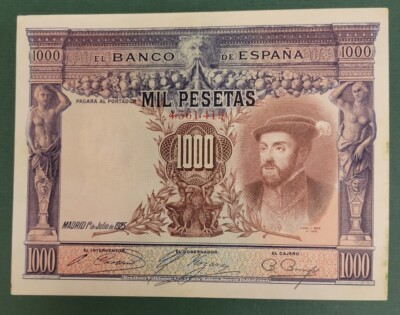 1000 EL BANCO DE ESPAÑA 1000
PAGARÁ AL PORTADOR
MIL PESETAS
1000
MADRID 1º de Julio de 1925
EL INTERVENTOR EL GOBERNADOR EL CAJERO
1000 1000